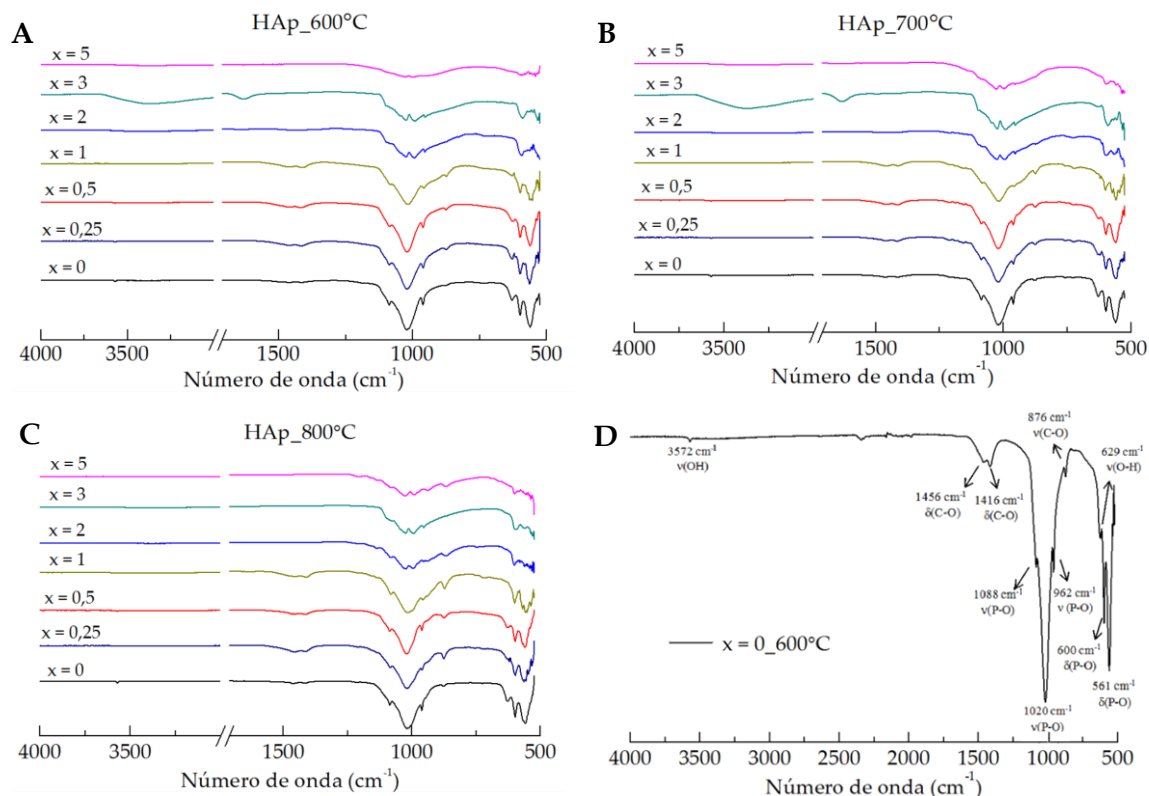 A
HAp_600°C
x = 5
x = 3
x = 2
x = 1
x = 0,5
x = 0,25
x = 0
4000 3500 1500 1000 500
Número de onda (cm⁻¹)
B
HAp_700°C
x = 5
x = 3
x = 2
x = 1
x = 0,5
x = 0,25
x = 0
4000 3500 1500 1000 500
Número de onda (cm⁻¹)
C
HAp_800°C
x = 5
x = 3
x = 2
x = 1
x = 0,5
x = 0,25
x = 0
4000 3500 1500 1000 500
Número de onda (cm⁻¹)
D
876 cm⁻¹
ν(C-O)
3572 cm⁻¹
ν(OH)
629 cm⁻¹
ν(O-H)
1456 cm⁻¹
δ(C-O)
1416 cm⁻¹
δ(C-O)
1088 cm⁻¹
ν(P-O)
962 cm⁻¹
ν (P-O)
x = 0_600°C
600 cm⁻¹
δ(P-O)
561 cm⁻¹
δ(P-O)
1020 cm⁻¹
ν(P-O)
4000 3500 3000 2500 2000 1500 1000 500
Número de onda (cm⁻¹)